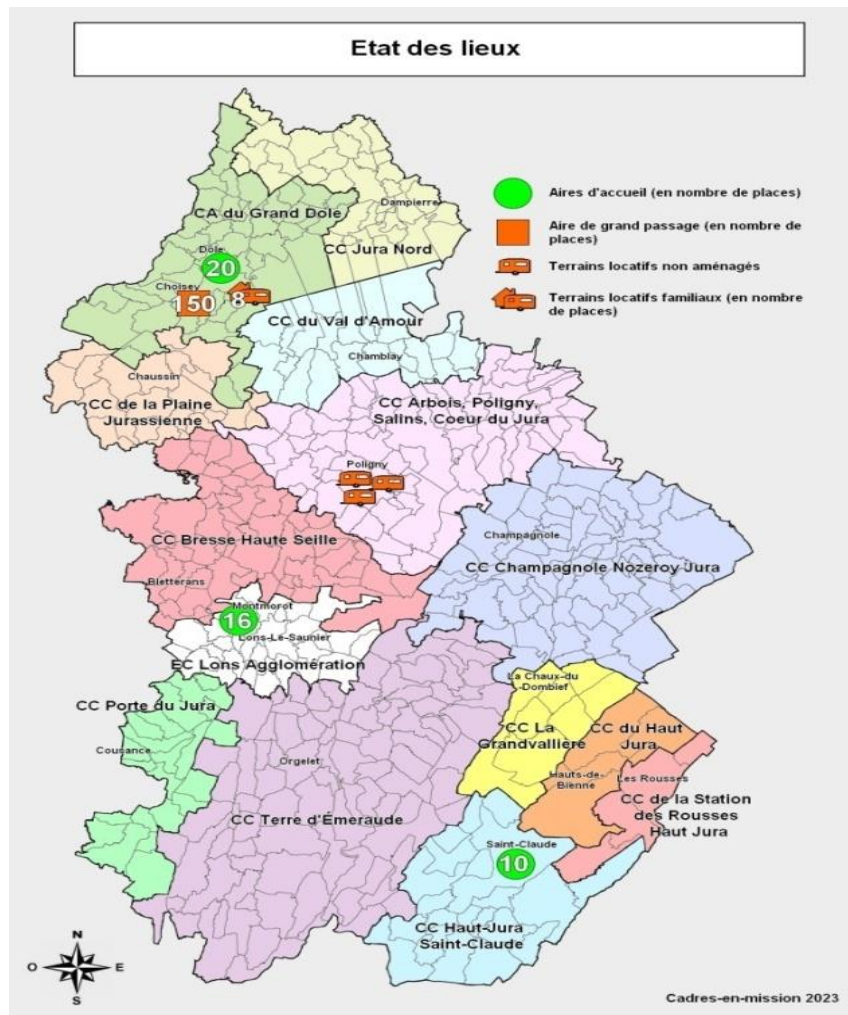 Etat des lieux
Aires d'accueil (en nombre de places)
Aire de grand passage (en nombre de
places)
Terrains locatifs non aménagés
Terrains locatifs familiaux (en nombre
de places)
CA du Grand Dole
Dampierre
CC Jura Nord
Dole
20
Choisey
150
8
CC du Val d'Amour
Chamblay
Chaussin
CC de la Plaine
Jurassienne
CC Arbois, Poligny,
Salins, Coeur du Jura
Poligny
CC Bresse Haute Seille
Champagnole
CC Champagnole Nozeroy Jura
Bletterans
Montmorot
16
Lons-Le-Saunier
EC Lons Agglomération
La Chaux-du
-Dombief
CC Porte du Jura
CC La
Grandvallière
CC du Haut
Jura
Cousance
Orgelet
Hauts-de-
Bienne
Les Rousses
CC de la Station
des Rousses
Haut Jura
CC Terre d'Émeraude
Saint-Claude
10
CC Haut-Jura
Saint-Claude
N
O
E
S
Cadres-en-mission 2023